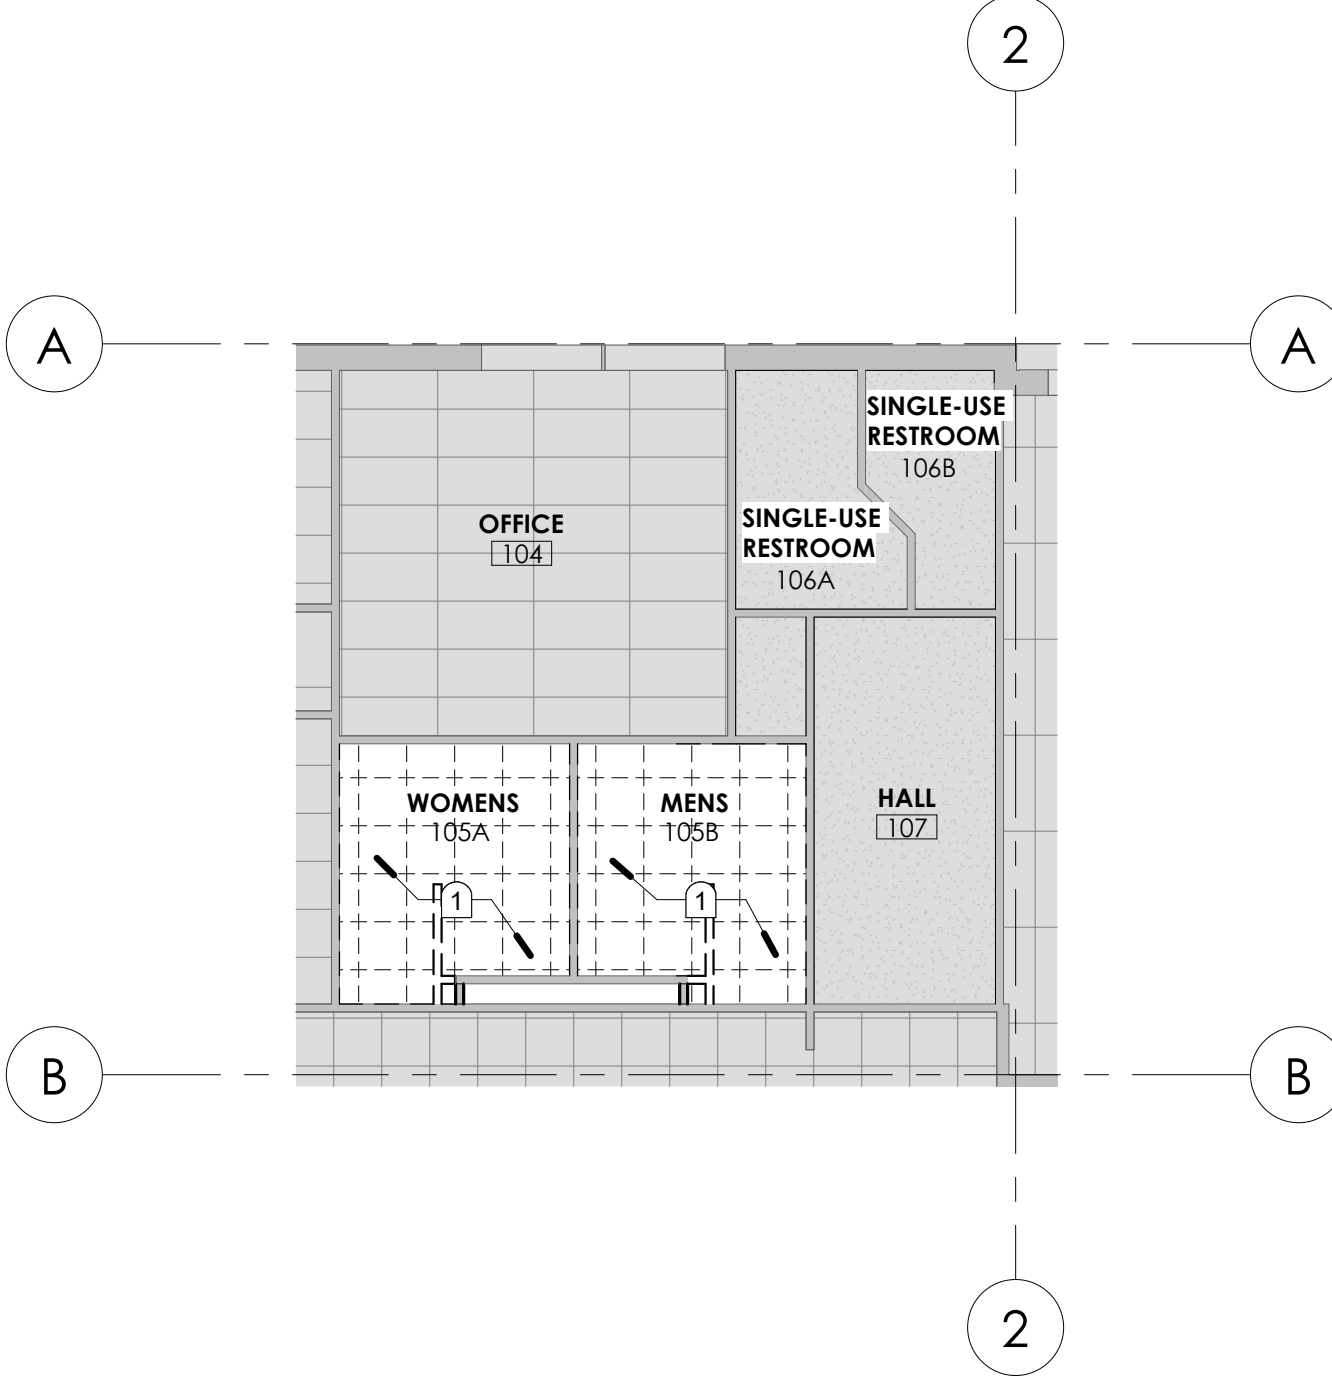 2
A
A
SINGLE-USE
RESTROOM
106B
SINGLE-USE
RESTROOM
106A
OFFICE
104
WOMENS
105A
MENS
105B
HALL
107
1
1
B
B
2